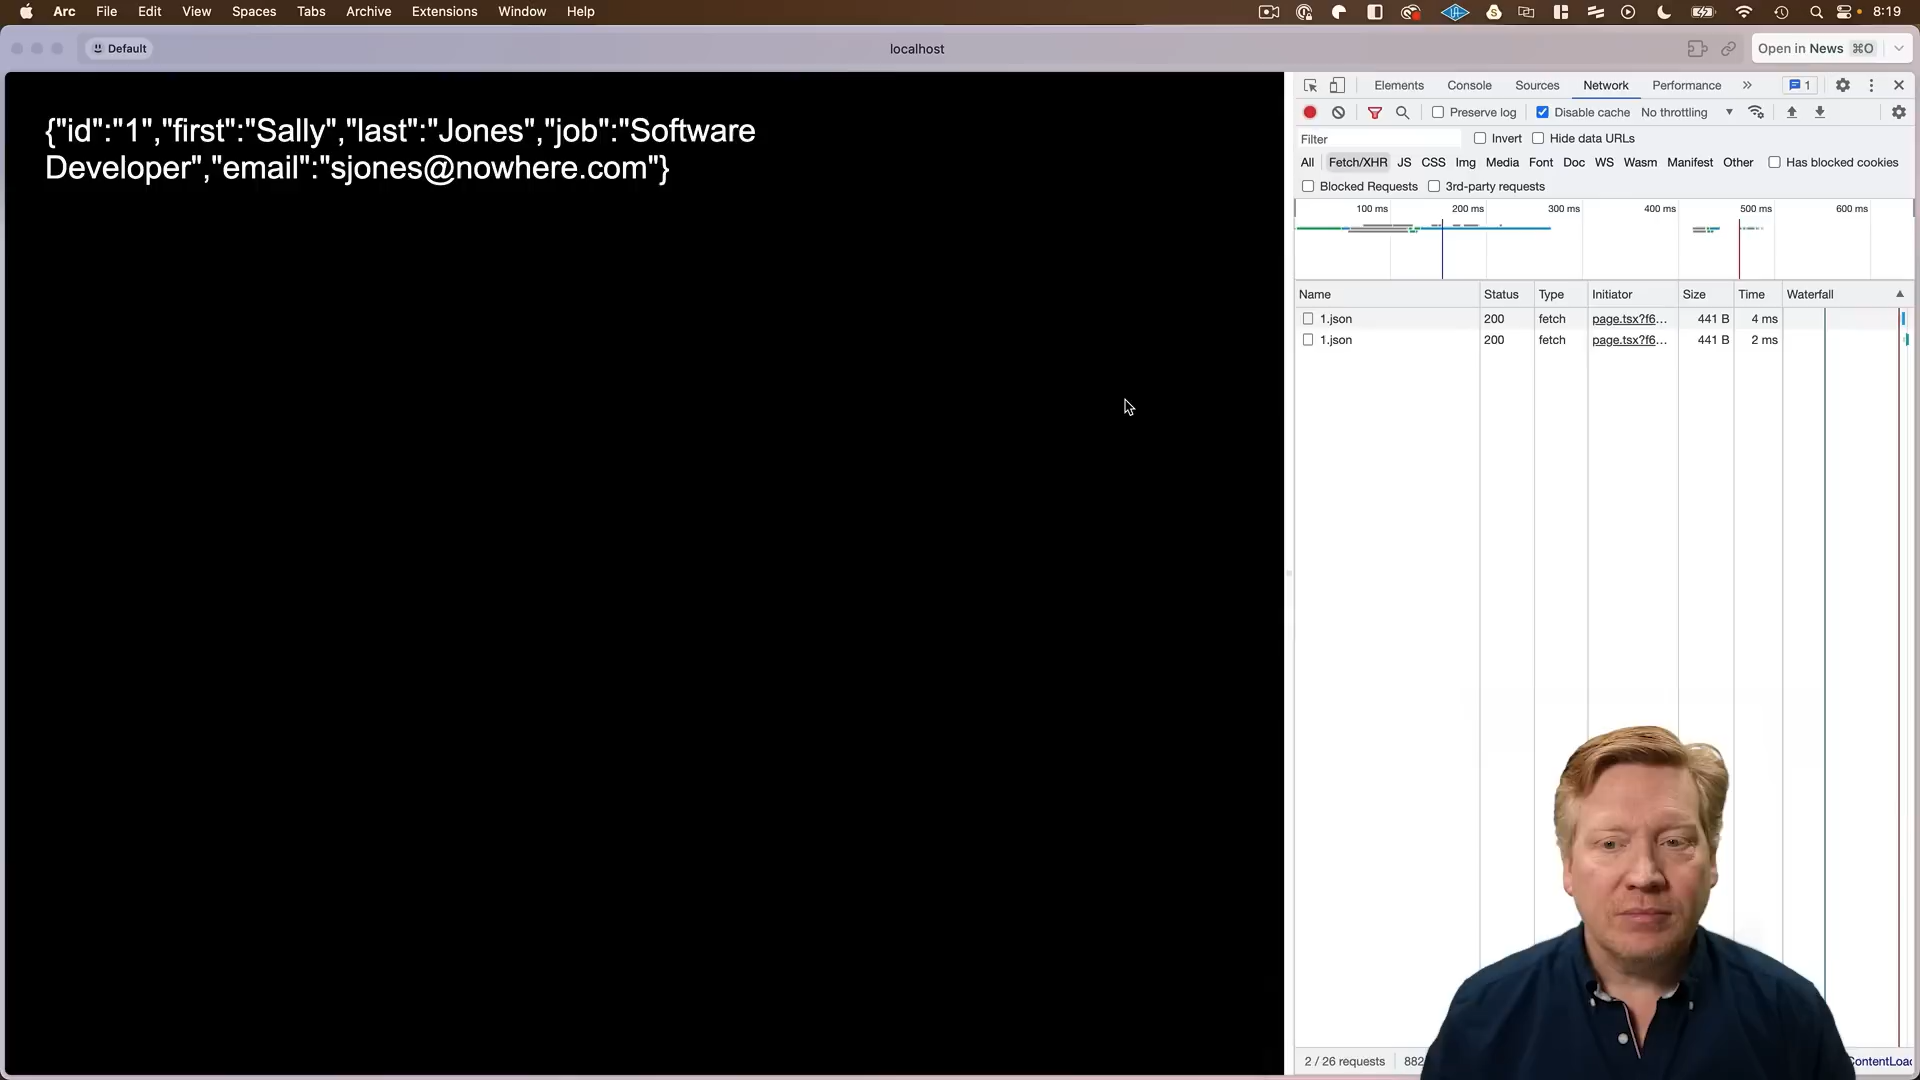 Arc File Edit View Spaces Tabs Archive Extensions Window Help 8:19
Default localhost Open in News ⌘O
{"id":"1","first":"Sally","last":"Jones","job":"Software
Developer","email":"sjones@nowhere.com"}
Elements Console Sources Network Performance » 1
Preserve log Disable cache No throttling
Filter Invert Hide data URLs
All Fetch/XHR JS CSS Img Media Font Doc WS Wasm Manifest Other Has blocked cookies
Blocked Requests 3rd-party requests
100 ms 200 ms 300 ms 400 ms 500 ms 600 ms
Name Status Type Initiator Size Time Waterfall
1.json 200 fetch page.tsx?f6... 441 B 4 ms
1.json 200 fetch page.tsx?f6... 441 B 2 ms
2 / 26 requests 882